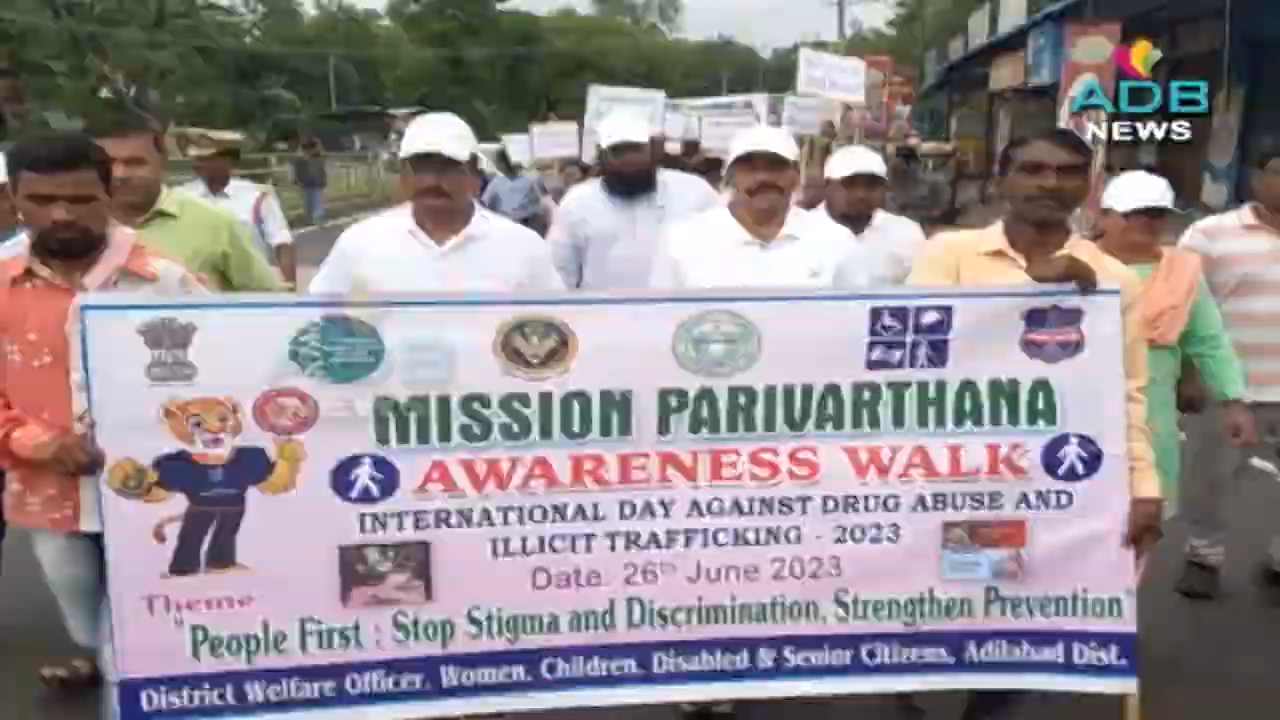 ADB
NEWS
MISSION PARIVARTHANA
AWARENESS WALK
INTERNATIONAL DAY AGAINST DRUG ABUSE AND
ILLICIT TRAFFICKING - 2023
Date: 26th June 2023
Theme
"People First : Stop Stigma and Discrimination, Strengthen Prevention"
District Welfare Officer, Women, Children, Disabled & Senior Citizens, Adilabad Dist.